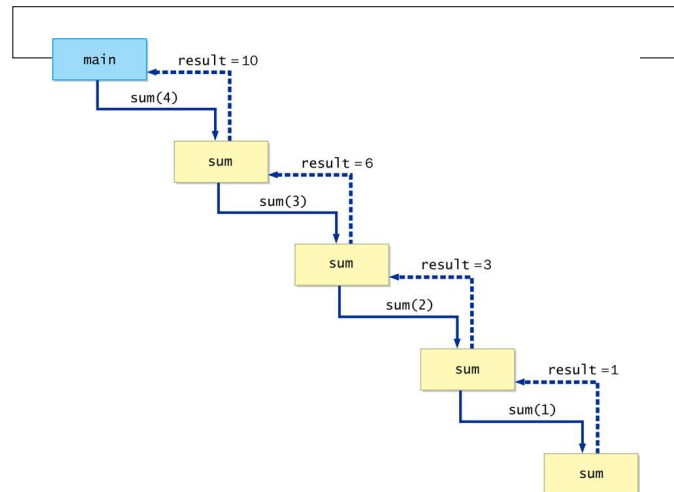 main
result = 10
sum(4)
sum
result = 6
sum(3)
sum
result =3
sum(2)
sum
result =1
sum(1)
sum